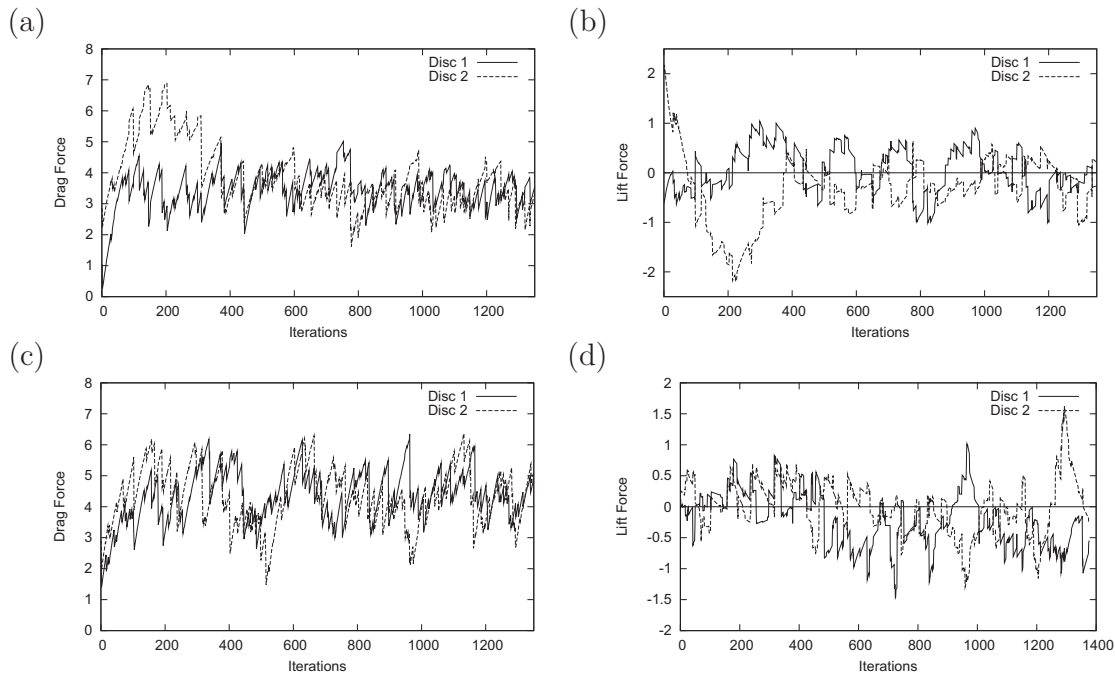 (a)
8
7
6
5
4
3
2
1
0
Drag Force
Disc 1
Disc 2
0 200 400 600 800 1000 1200
Iterations
(b)
2
1
0
-1
-2
Lift Force
Disc 1
Disc 2
0 200 400 600 800 1000 1200
Iterations
(c)
8
7
6
5
4
3
2
1
0
Drag Force
Disc 1
Disc 2
0 200 400 600 800 1000 1200
Iterations
(d)
2
1.5
1
0.5
0
-0.5
-1
-1.5
-2
Lift Force
Disc 1
Disc 2
0 200 400 600 800 1000 1200 1400
Iterations